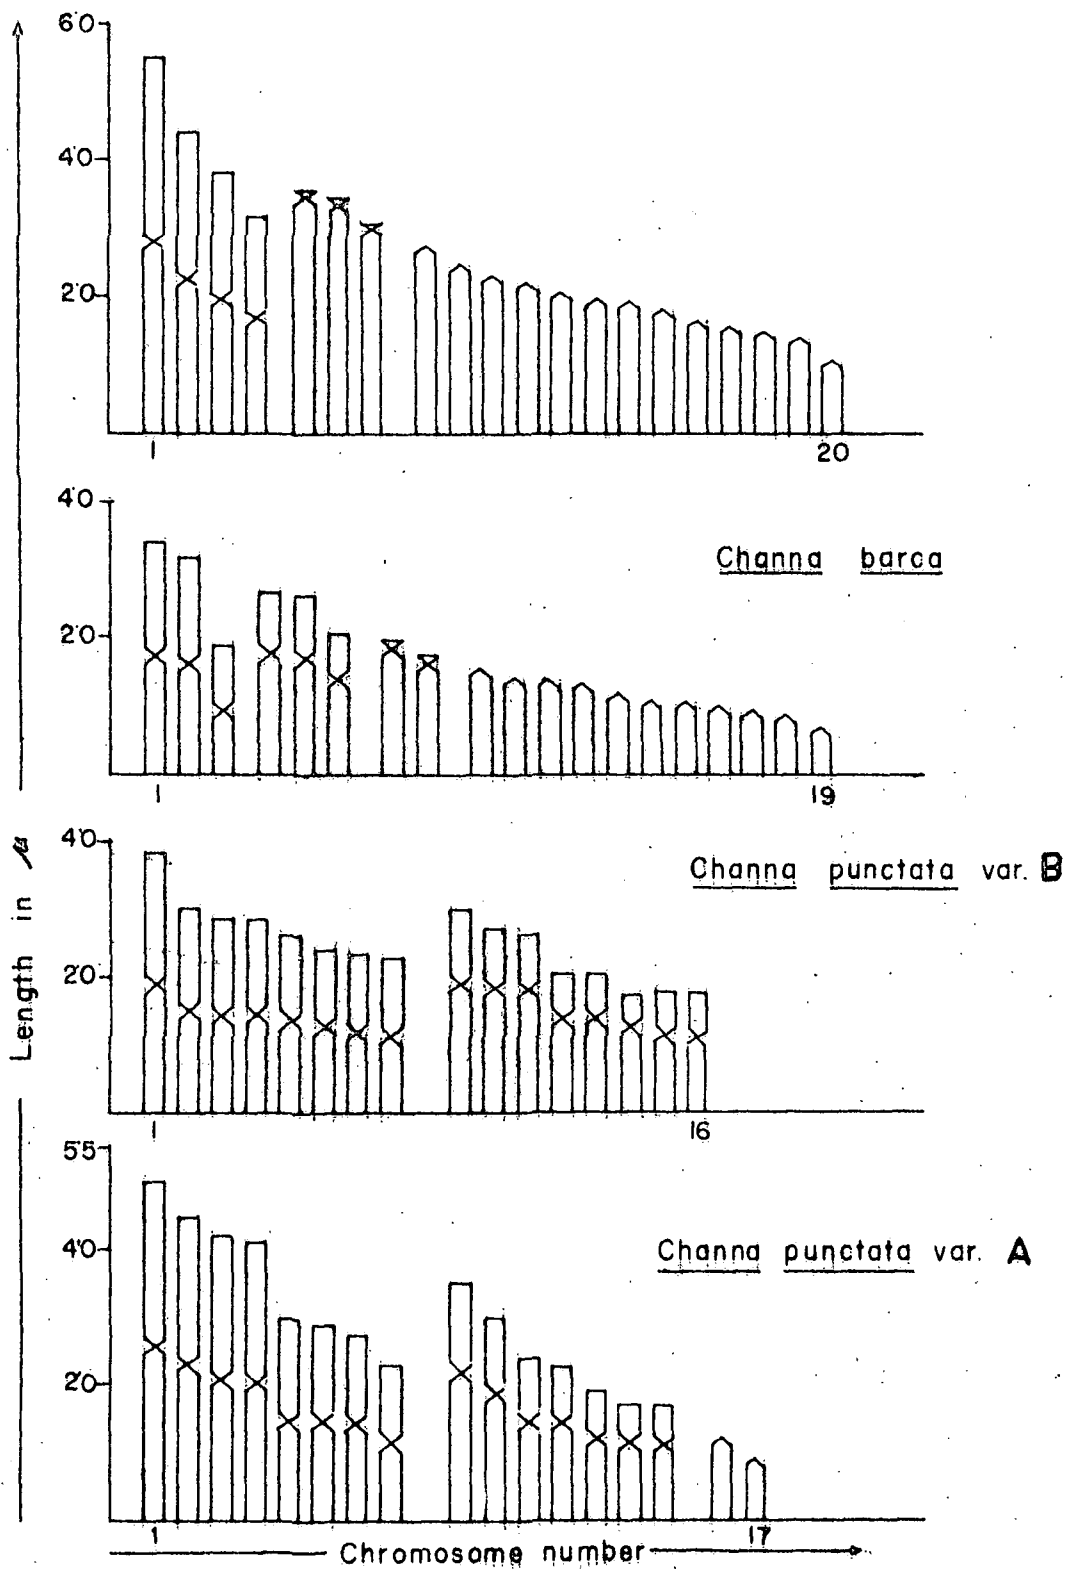 6·0
4·0
2·0
1 20
4·0
Channa barca
2·0
1 19
4·0
Channa punctata var. B
2·0
1 16
5·5
4·0
Channa punctata var. A
2·0
1 17
Chromosome number
Length in μ